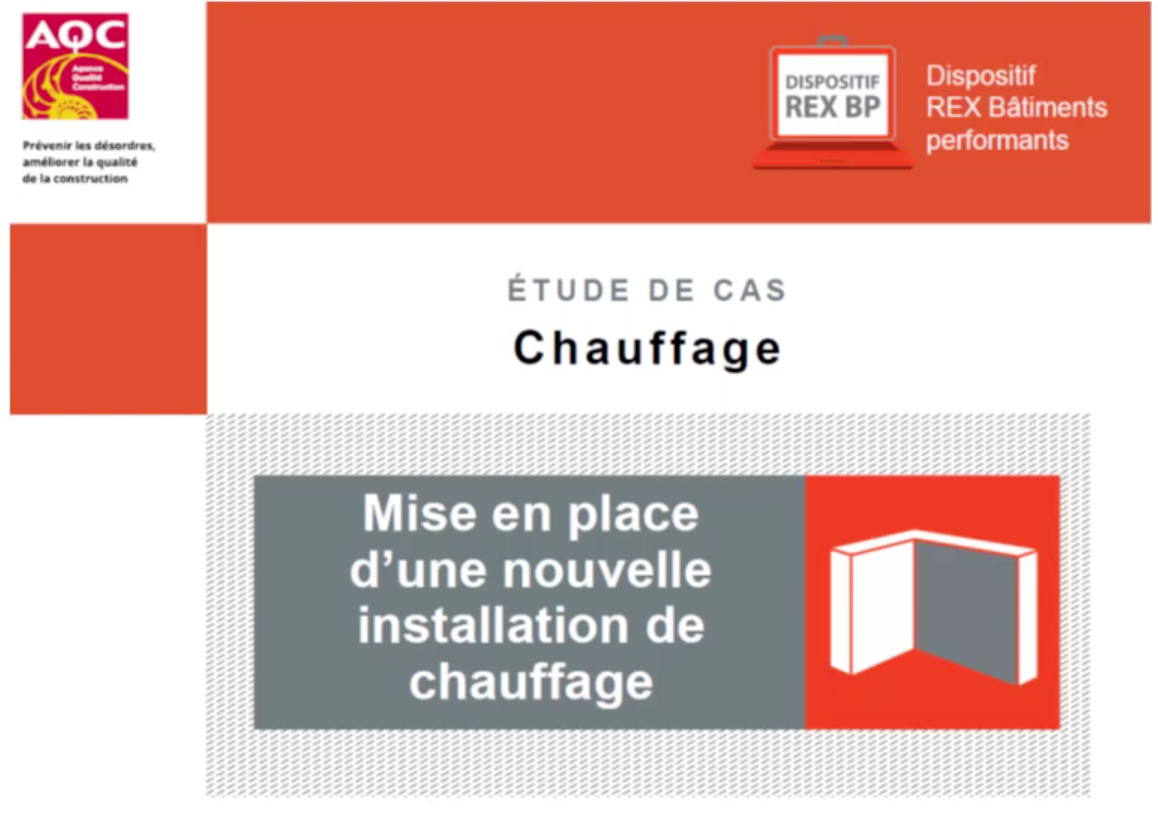 AQC
Agence
Qualité
Construction
Prévenir les désordres,
améliorer la qualité
de la construction
DISPOSITIF
REX BP
Dispositif
REX Bâtiments
performants
ÉTUDE DE CAS
Chauffage
Mise en place
d’une nouvelle
installation de
chauffage